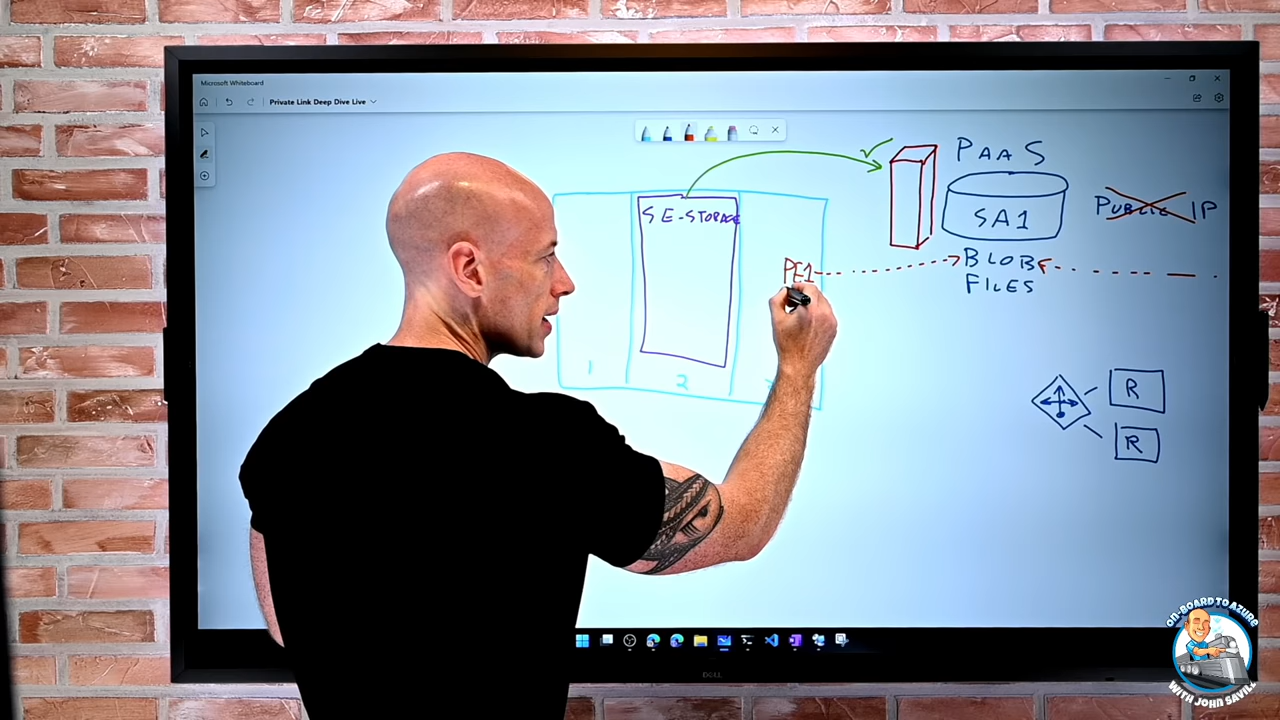 Microsoft Whiteboard
Private Link Deep Dive Live
PAAS
SE-STORAGE
SA1
PUBLIC IP
PE1
BLOB
FILES
1
2
R
R
DELL
ON-BOARD TO AZURE
WITH JOHN SAVILL